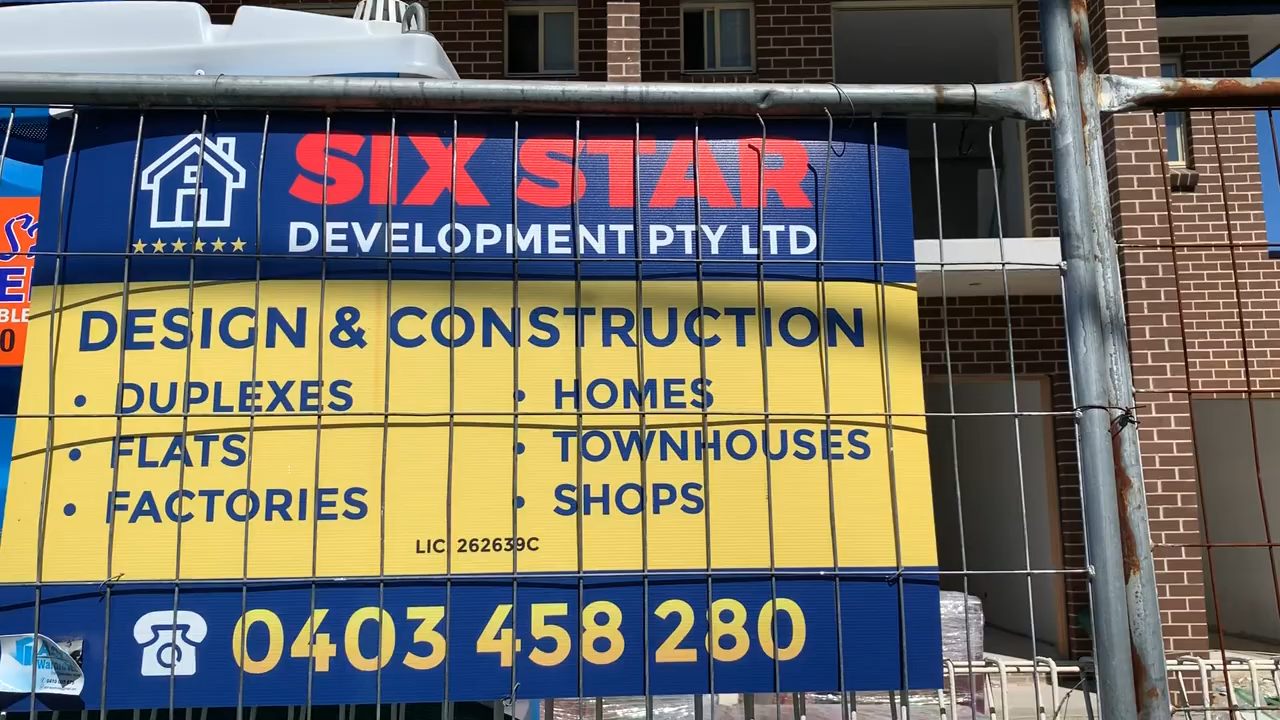 SIX STAR
DEVELOPMENT PTY LTD
DESIGN & CONSTRUCTION
• DUPLEXES
• HOMES
• FLATS
• TOWNHOUSES
• FACTORIES
• SHOPS
LIC 262639C
0403 458 280